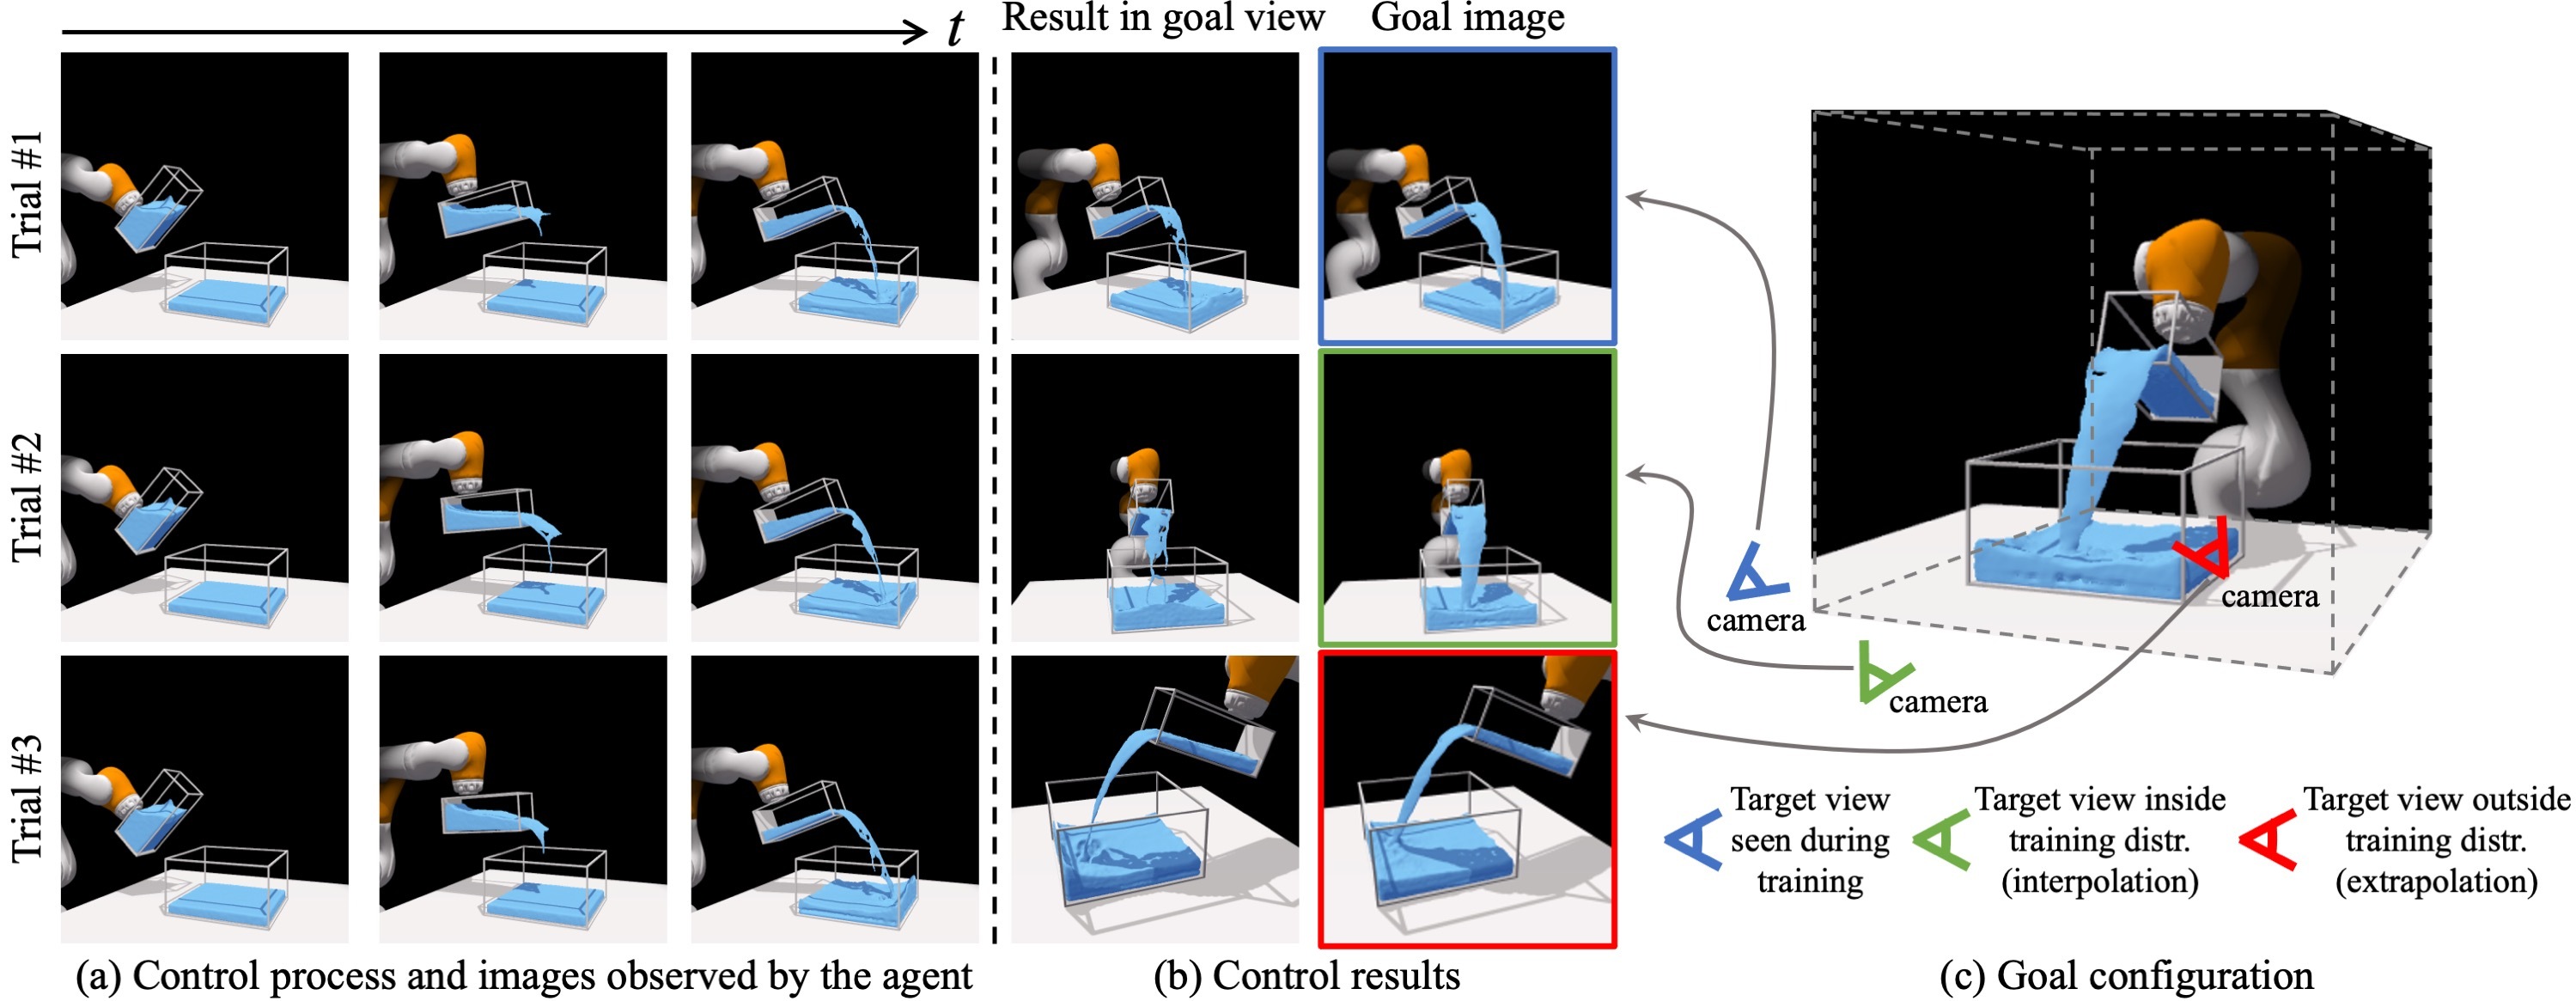 t
Result in goal view
Goal image
Trial #1
Trial #2
Trial #3
camera
camera
camera
Target view
seen during
training
Target view inside
training distr.
(interpolation)
Target view outside
training distr.
(extrapolation)
(a) Control process and images observed by the agent
(b) Control results
(c) Goal configuration